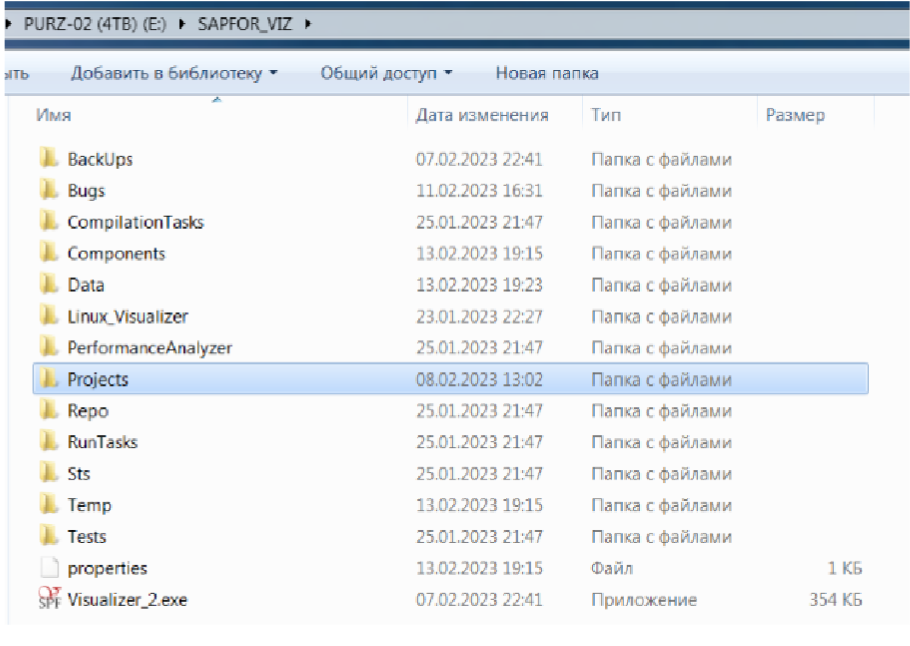 PURZ-02 (4TB) (E:) SAPFOR_VIZ
ыть Добавить в библиотеку Общий доступ Новая папка
Имя Дата изменения Тип Размер
BackUps 07.02.2023 22:41 Папка с файлами
Bugs 11.02.2023 16:31 Папка с файлами
CompilationTasks 25.01.2023 21:47 Папка с файлами
Components 13.02.2023 19:15 Папка с файлами
Data 13.02.2023 19:23 Папка с файлами
Linux_Visualizer 23.01.2023 22:27 Папка с файлами
PerformanceAnalyzer 25.01.2023 21:47 Папка с файлами
Projects 08.02.2023 13:02 Папка с файлами
Repo 25.01.2023 21:47 Папка с файлами
RunTasks 25.01.2023 21:47 Папка с файлами
Sts 25.01.2023 21:47 Папка с файлами
Temp 13.02.2023 19:15 Папка с файлами
Tests 25.01.2023 21:47 Папка с файлами
properties 13.02.2023 19:15 Файл 1 КБ
SPF Visualizer_2.exe 07.02.2023 22:41 Приложение 354 КБ